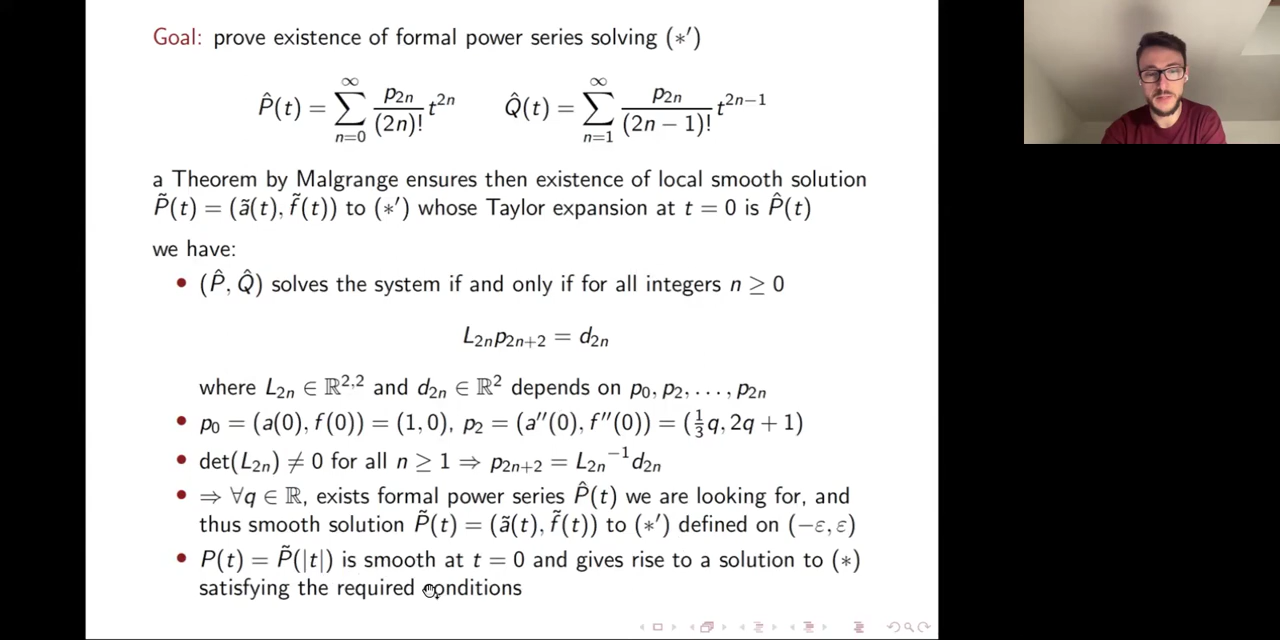 Goal: prove existence of formal power series solving (∗′)
P̂(t) = ∑_{n=0}^{∞} p_{2n}/(2n)! t^{2n}    Q̂(t) = ∑_{n=1}^{∞} p_{2n}/(2n − 1)! t^{2n−1}
a Theorem by Malgrange ensures then existence of local smooth solution
P̃(t) = (ã(t), f̃(t)) to (∗′) whose Taylor expansion at t = 0 is P̂(t)
we have:
• (P̂, Q̂) solves the system if and only if for all integers n ≥ 0
L_{2n}p_{2n+2} = d_{2n}
where L_{2n} ∈ ℝ^{2,2} and d_{2n} ∈ ℝ² depends on p₀, p₂, . . . , p_{2n}
• p₀ = (a(0), f(0)) = (1, 0), p₂ = (a″(0), f″(0)) = (⅓q, 2q + 1)
• det(L_{2n}) ≠ 0 for all n ≥ 1 ⇒ p_{2n+2} = L_{2n}^{−1}d_{2n}
• ⇒ ∀q ∈ ℝ, exists formal power series P̂(t) we are looking for, and
thus smooth solution P̃(t) = (ã(t), f̃(t)) to (∗′) defined on (−ε, ε)
• P(t) = P̃(|t|) is smooth at t = 0 and gives rise to a solution to (∗)
satisfying the required conditions